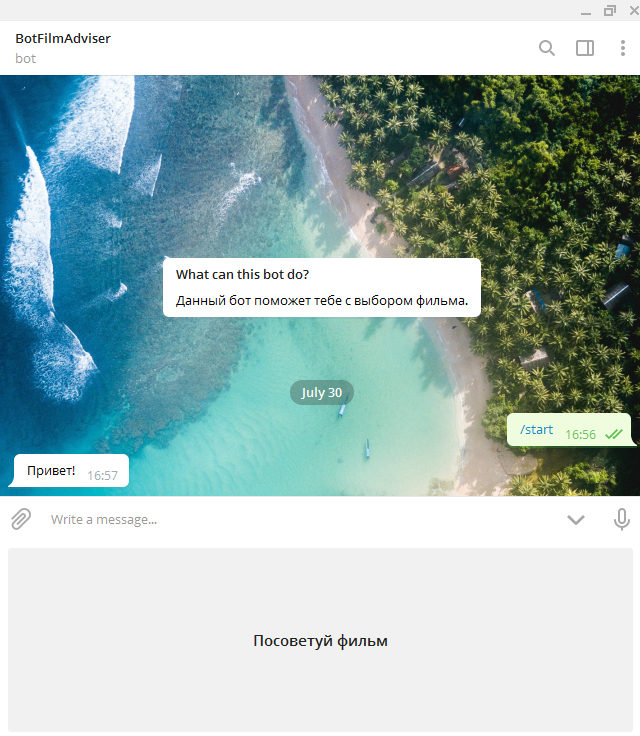 BotFilmAdviser
bot
What can this bot do?
Данный бот поможет тебе с выбором фильма.
July 30
/start 16:56
Привет! 16:57
Write a message...
Посоветуй фильм